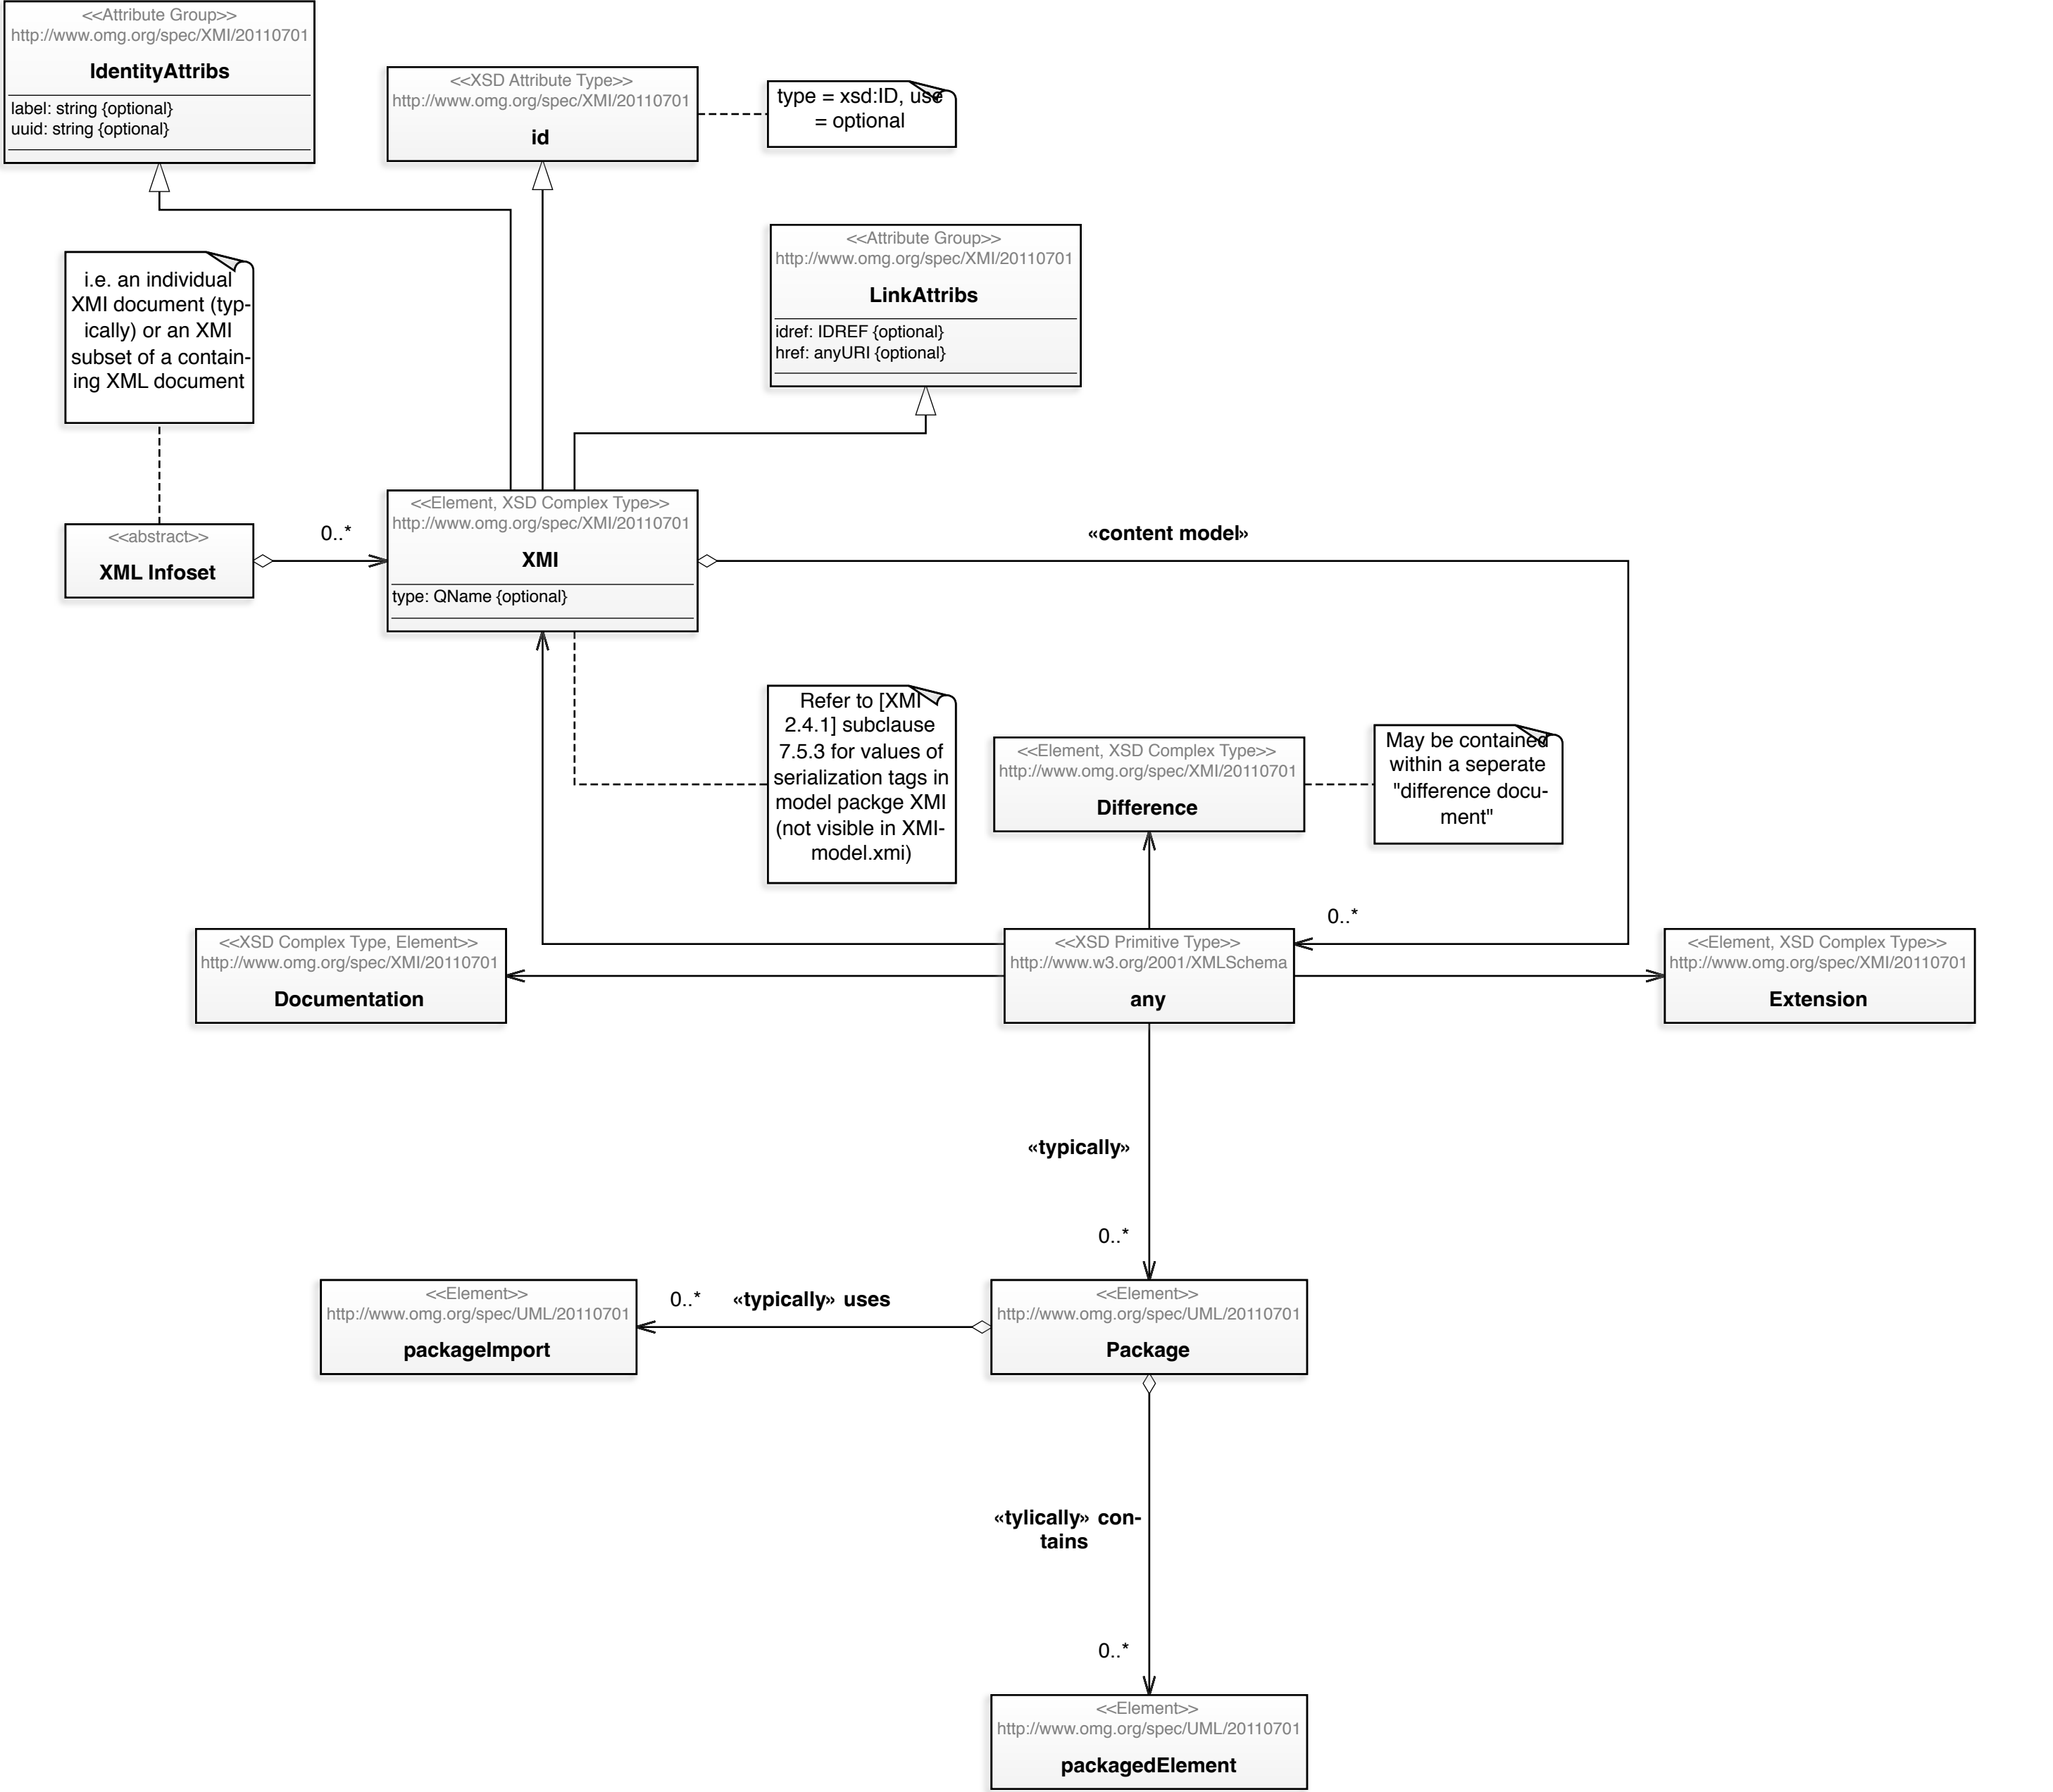 <<Attribute Group>>
http://www.omg.org/spec/XMI/20110701
IdentityAttribs
label: string {optional}
uuid: string {optional}
<<XSD Attribute Type>>
http://www.omg.org/spec/XMI/20110701
id
type = xsd:ID, use
= optional
<<Attribute Group>>
http://www.omg.org/spec/XMI/20110701
LinkAttribs
idref: IDREF {optional}
href: anyURI {optional}
i.e. an individual
XMI document (typ-
ically) or an XMI
subset of a contain-
ing XML document
<<abstract>>
XML Infoset
0..*
<<Element, XSD Complex Type>>
http://www.omg.org/spec/XMI/20110701
XMI
type: QName {optional}
«content model»
Refer to [XMI
2.4.1] subclause
7.5.3 for values of
serialization tags in
model packge XMI
(not visible in XMI-
model.xmi)
<<Element, XSD Complex Type>>
http://www.omg.org/spec/XMI/20110701
Difference
May be contained
within a seperate
"difference docu-
ment"
0..*
<<XSD Complex Type, Element>>
http://www.omg.org/spec/XMI/20110701
Documentation
<<XSD Primitive Type>>
http://www.w3.org/2001/XMLSchema
any
<<Element, XSD Complex Type>>
http://www.omg.org/spec/XMI/20110701
Extension
«typically»
0..*
<<Element>>
http://www.omg.org/spec/UML/20110701
packageImport
0..*
«typically» uses
<<Element>>
http://www.omg.org/spec/UML/20110701
Package
«tylically» con-
tains
0..*
<<Element>>
http://www.omg.org/spec/UML/20110701
packagedElement